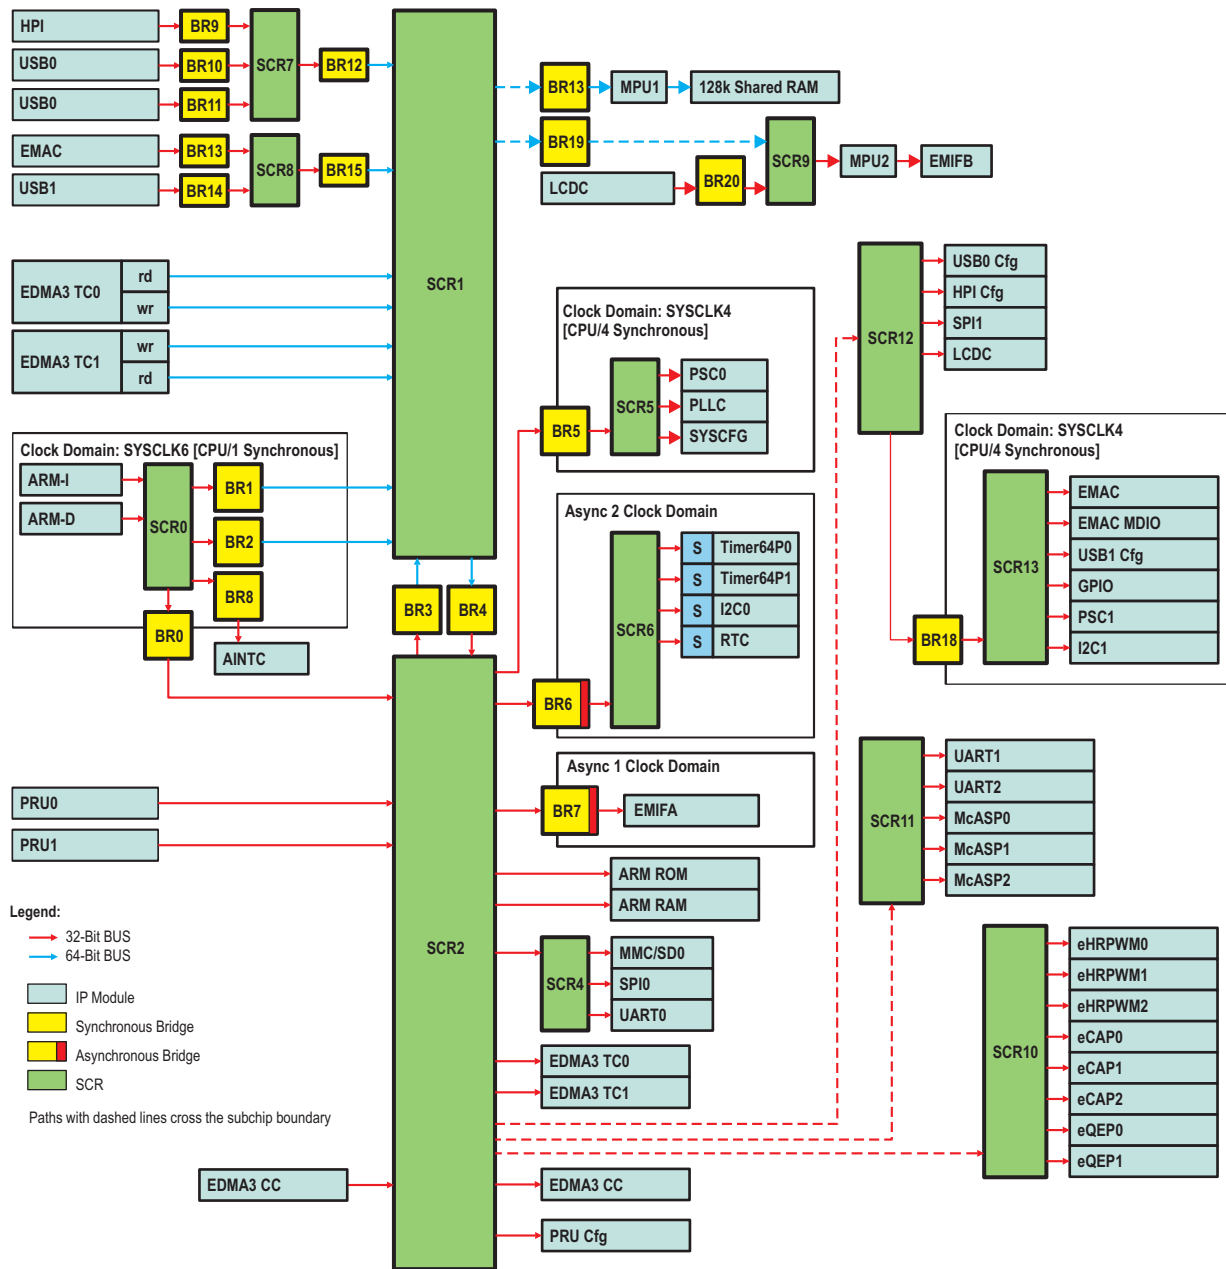 HPI
BR9
USB0
BR10
SCR7
BR12
USB0
BR11
EMAC
BR13
SCR8
BR15
USB1
BR14
EDMA3 TC0
rd
wr
EDMA3 TC1
wr
rd
Clock Domain: SYSCLK6 [CPU/1 Synchronous]
ARM-I
ARM-D
SCR0
BR1
BR2
BR8
BR0
AINTC
SCR1
BR3
BR4
BR13
MPU1
128k Shared RAM
BR19
SCR9
LCDC
BR20
MPU2
EMIFB
Clock Domain: SYSCLK4
[CPU/4 Synchronous]
BR5
SCR5
PSC0
PLLC
SYSCFG
Async 2 Clock Domain
BR6
SCR6
S Timer64P0
S Timer64P1
S I2C0
S RTC
Async 1 Clock Domain
BR7
EMIFA
PRU0
PRU1
SCR2
ARM ROM
ARM RAM
SCR4
MMC/SD0
SPI0
UART0
EDMA3 TC0
EDMA3 TC1
EDMA3 CC
EDMA3 CC
PRU Cfg
SCR12
USB0 Cfg
HPI Cfg
SPI1
LCDC
Clock Domain: SYSCLK4
[CPU/4 Synchronous]
BR18
SCR13
EMAC
EMAC MDIO
USB1 Cfg
GPIO
PSC1
I2C1
SCR11
UART1
UART2
McASP0
McASP1
McASP2
SCR10
eHRPWM0
eHRPWM1
eHRPWM2
eCAP0
eCAP1
eCAP2
eQEP0
eQEP1
Legend:
32-Bit BUS
64-Bit BUS
IP Module
Synchronous Bridge
Asynchronous Bridge
SCR
Paths with dashed lines cross the subchip boundary